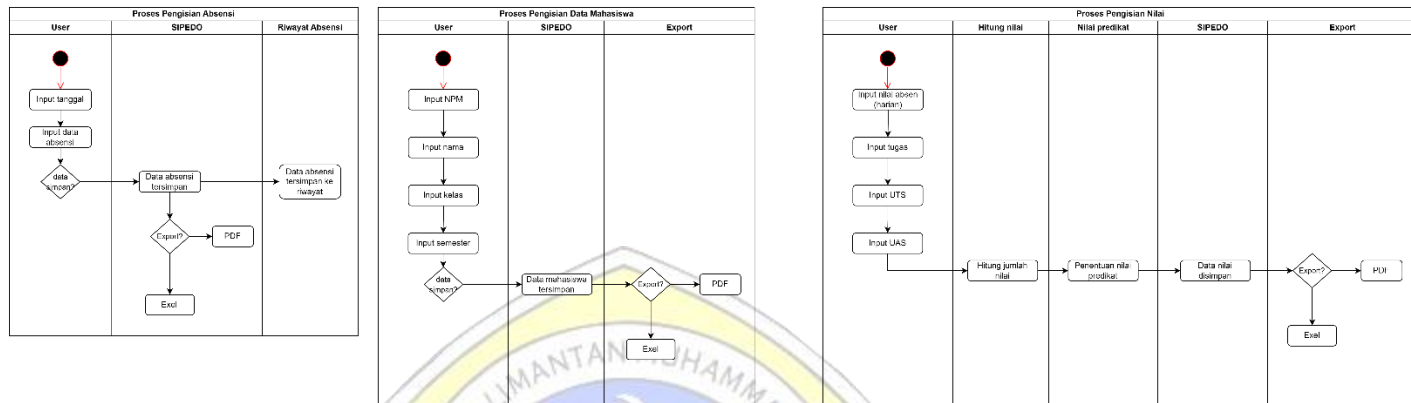 Proses Pengisian Absensi
User
SIPEDO
Riwayat Absensi
Input tanggal
Input data
absensi
data
simpan?
Data absensi
tersimpan
Data absensi
tersimpan ke
riwayat
Export?
PDF
Exel
Proses Pengisian Data Mahasiswa
User
SIPEDO
Export
Input NPM
Input nama
Input kelas
Input semester
data
simpan?
Data mahasiswa
tersimpan
Export?
PDF
Exel
Proses Pengisian Nilai
User
Hitung nilai
Nilai predikat
SIPEDO
Export
Input nilai absen
(harian)
Input tugas
Input UTS
Input UAS
Hitung jumlah
nilai
Penentuan nilai
predikat
Data nilai
disimpan
Export?
PDF
Exel